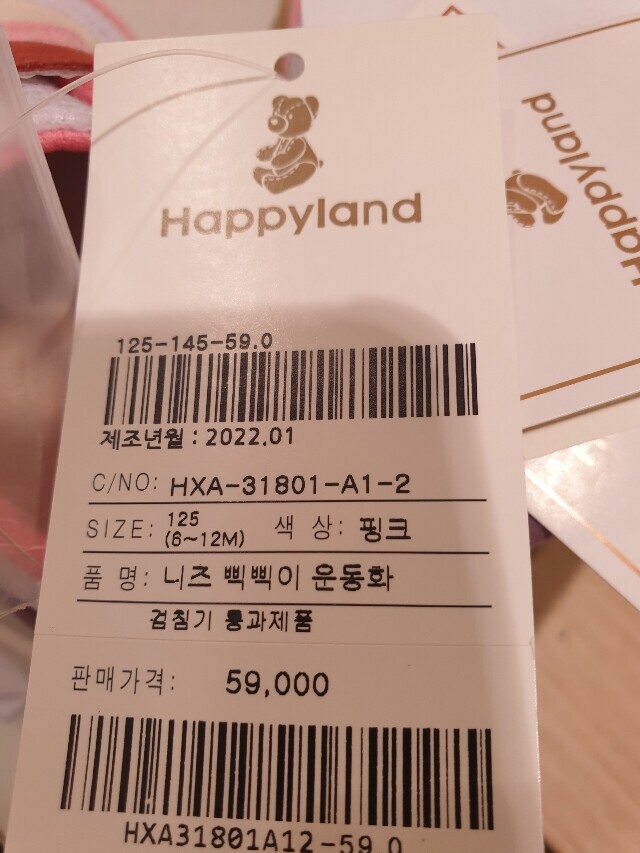 Happyland
Happyland
125-145-59.0
제조년월 : 2022.01
C/NO: HXA-31801-A1-2
SIZE: 125 (6~12M) 색 상: 핑크
품 명: 니즈 삑삑이 운동화
검침기 통과제품
판매가격: 59,000
HXA31801A12-59.0